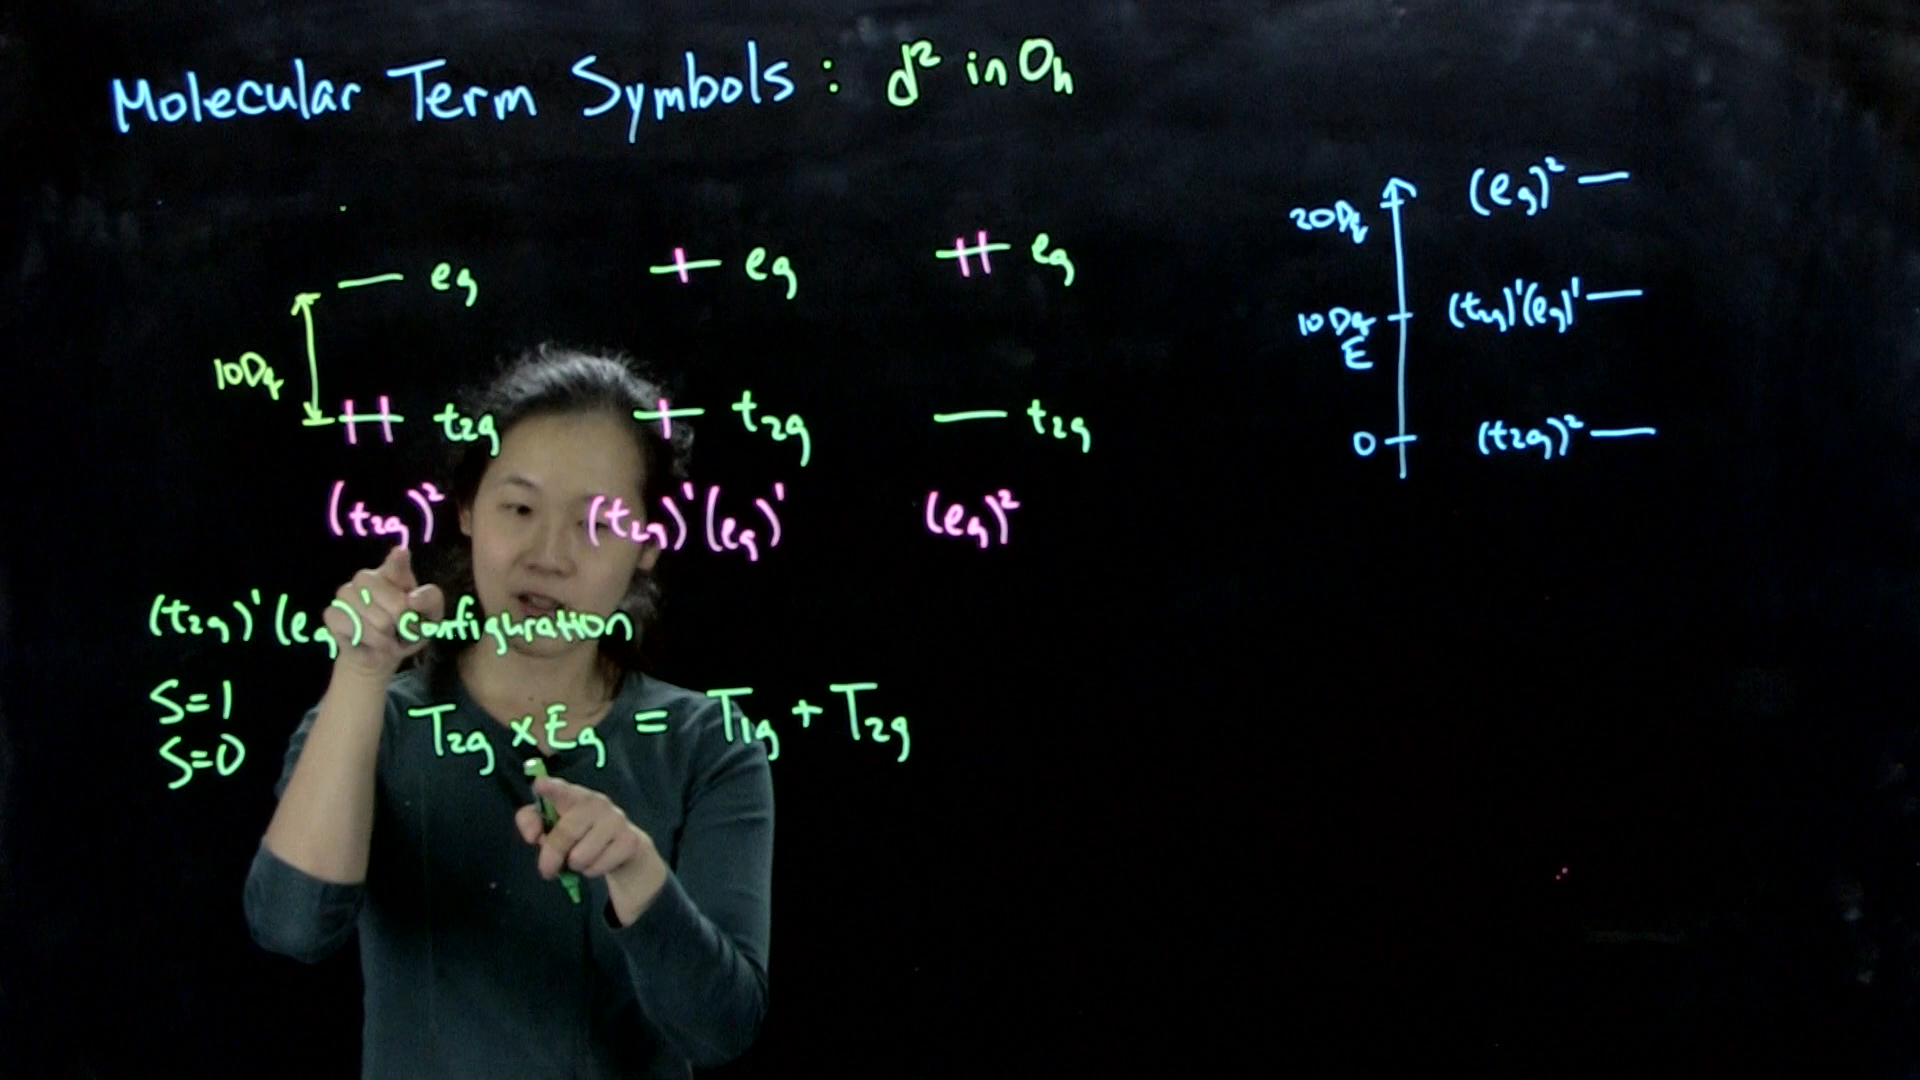 Molecular Term Symbols : d² in Oh
eg
eg
eg
10Dq
t2g
t2g
t2g
(t2g)²
(t2g)¹(eg)¹
(eg)²
20Dq
(eg)²
10Dq
(t2g)¹(eg)¹
E
0
(t2g)²
(t2g)¹(eg)¹ configuration
S=1
S=0
T2g × Eg = T1g + T2g